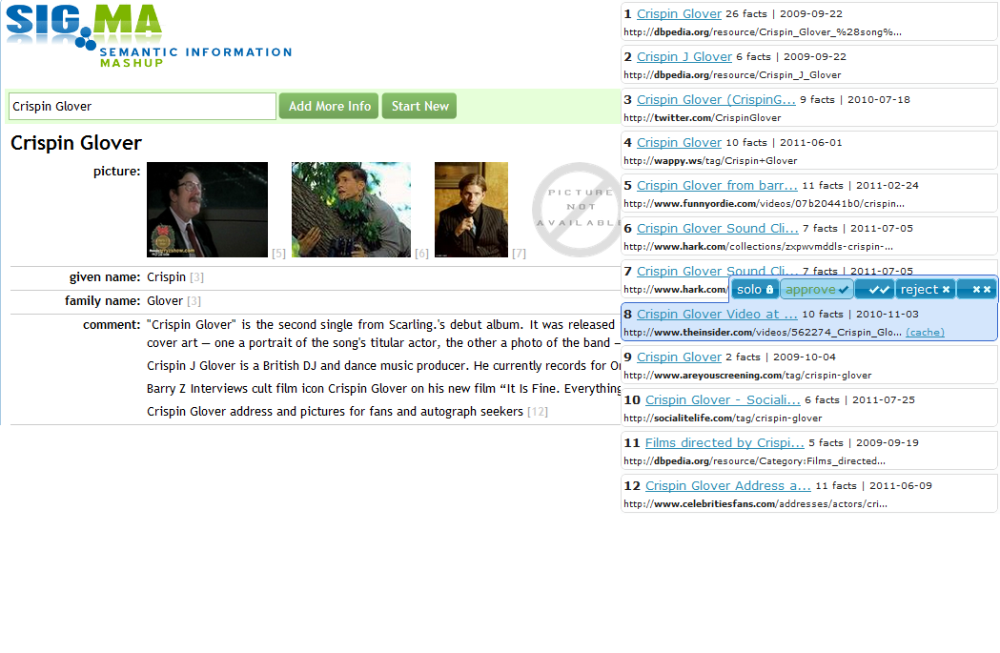 SIG.MA
SEMANTIC INFORMATION
MASHUP
Crispin Glover
Add More Info
Start New
Crispin Glover
picture:
[5]
[6]
[7]
PICTURE
NOT
AVAILABLE
given name: Crispin [3]
family name: Glover [3]
comment: "Crispin Glover" is the second single from Scarling.'s debut album. It was released
cover art — one a portrait of the song's titular actor, the other a photo of the band —
Crispin J Glover is a British DJ and dance music producer. He currently records for
Barry Z Interviews cult film icon Crispin Glover on his new film “It Is Fine. Everything
Crispin Glover address and pictures for fans and autograph seekers [12]
1 Crispin Glover 26 facts | 2009-09-22
http://dbpedia.org/resource/Crispin_Glover_%28song%...
2 Crispin J Glover 6 facts | 2009-09-22
http://dbpedia.org/resource/Crispin_J_Glover
3 Crispin Glover (CrispinG... 9 facts | 2010-07-18
http://twitter.com/CrispinGlover
4 Crispin Glover 10 facts | 2011-06-01
http://wappy.ws/tag/Crispin+Glover
5 Crispin Glover from barr... 11 facts | 2011-02-24
http://www.funnyordie.com/videos/07b20441b0/crispin...
6 Crispin Glover Sound Cli... 7 facts | 2011-07-05
http://www.hark.com/collections/zxpwvmddls-crispin-...
7 Crispin Glover Sound Cli... 7 facts | 2011-07-05
http://www.hark.com/
solo approve reject
8 Crispin Glover Video at ... 10 facts | 2010-11-03
http://www.theinsider.com/videos/562274_Crispin_Glo... (cache)
9 Crispin Glover 2 facts | 2009-10-04
http://www.areyouscreening.com/tag/crispin-glover
10 Crispin Glover - Sociali... 6 facts | 2011-07-25
http://socialitelife.com/tag/crispin-glover
11 Films directed by Crispi... 5 facts | 2009-09-19
http://dbpedia.org/resource/Category:Films_directed...
12 Crispin Glover Address a... 11 facts | 2011-06-09
http://www.celebritiesfans.com/addresses/actors/cri...